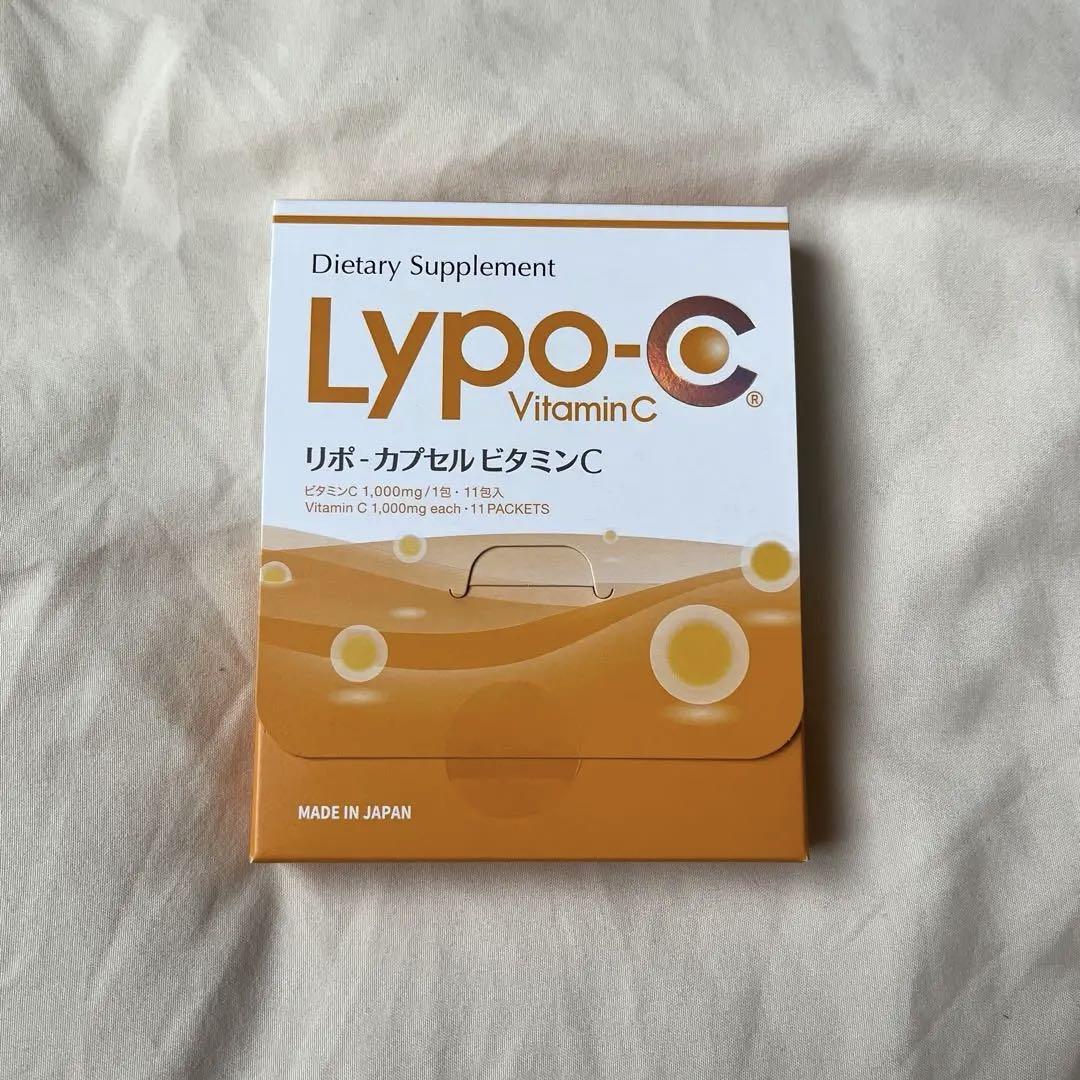 Dietary Supplement
Lypo-C®
Vitamin C
リポ-カプセル ビタミンC
ビタミンC 1,000mg/1包・11包入
Vitamin C 1,000mg each・11 PACKETS
MADE IN JAPAN